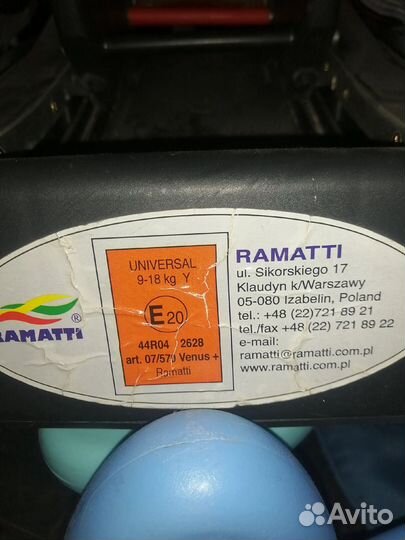 RAMATTI
UNIVERSAL
9-18 kg Y
E 20
44R04 2628
art. 07/570 Venus +
Ramatti
RAMATTI
ul. Sikorskiego 17
Klaudyn k/Warszawy
05-080 Izabelin, Poland
tel.: +48 (22)721 89 21
tel./fax +48 (22) 721 89 22
e-mail:
ramatti@ramatti.com.pl
www.ramatti.com.pl
Avito